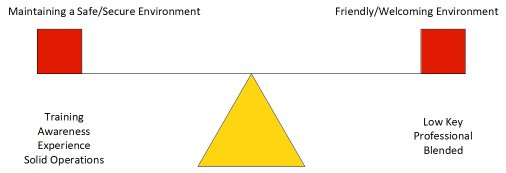 Maintaining a Safe/Secure Environment
Friendly/Welcoming Environment
Training
Awareness
Experience
Solid Operations
Low Key
Professional
Blended